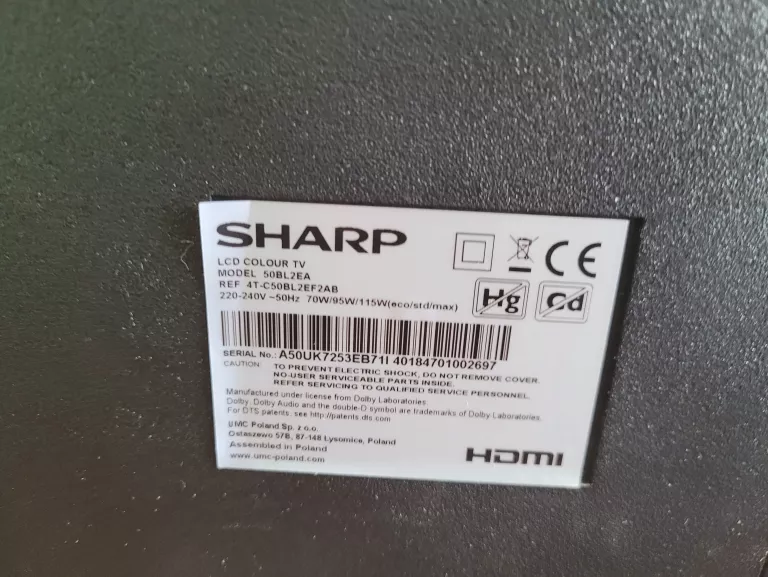 SHARP
LCD COLOUR TV
MODEL 50BL2EA
REF 4T-C50BL2EF2AB
220-240V ~50Hz 70W/95W/115W(eco/std/max)
CE
Hg
Cd
SERIAL No.: A50UK7253EB71I 40184701002697
CAUTION: TO PREVENT ELECTRIC SHOCK, DO NOT REMOVE COVER.
NO-USER SERVICEABLE PARTS INSIDE.
REFER SERVICING TO QUALIFIED SERVICE PERSONNEL.
Manufactured under license from Dolby Laboratories.
Dolby, Dolby Audio and the double-D symbol are trademarks of Dolby Laboratories.
For DTS patents, see http://patents.dts.com
UMC Poland Sp. z o.o.
Ostaszewo 57B, 87-148 Lysomice, Poland
Assembled in Poland
www.umc-poland.com
HDMI